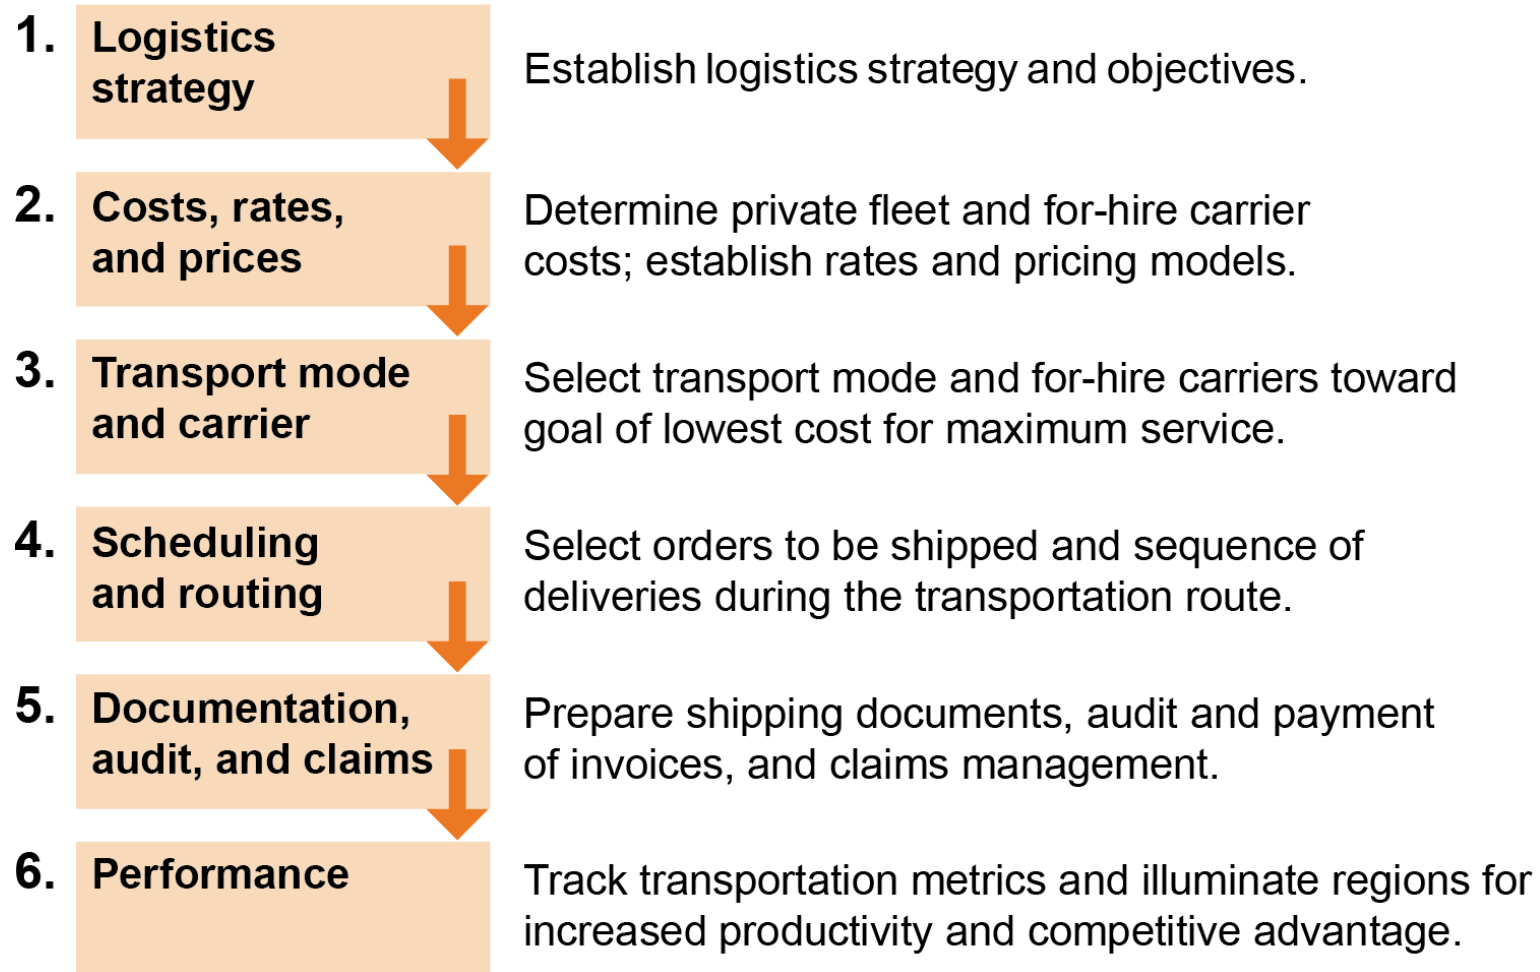 1. Logistics
strategy
Establish logistics strategy and objectives.
2. Costs, rates,
and prices
Determine private fleet and for-hire carrier
costs; establish rates and pricing models.
3. Transport mode
and carrier
Select transport mode and for-hire carriers toward
goal of lowest cost for maximum service.
4. Scheduling
and routing
Select orders to be shipped and sequence of
deliveries during the transportation route.
5. Documentation,
audit, and claims
Prepare shipping documents, audit and payment
of invoices, and claims management.
6. Performance
Track transportation metrics and illuminate regions for
increased productivity and competitive advantage.